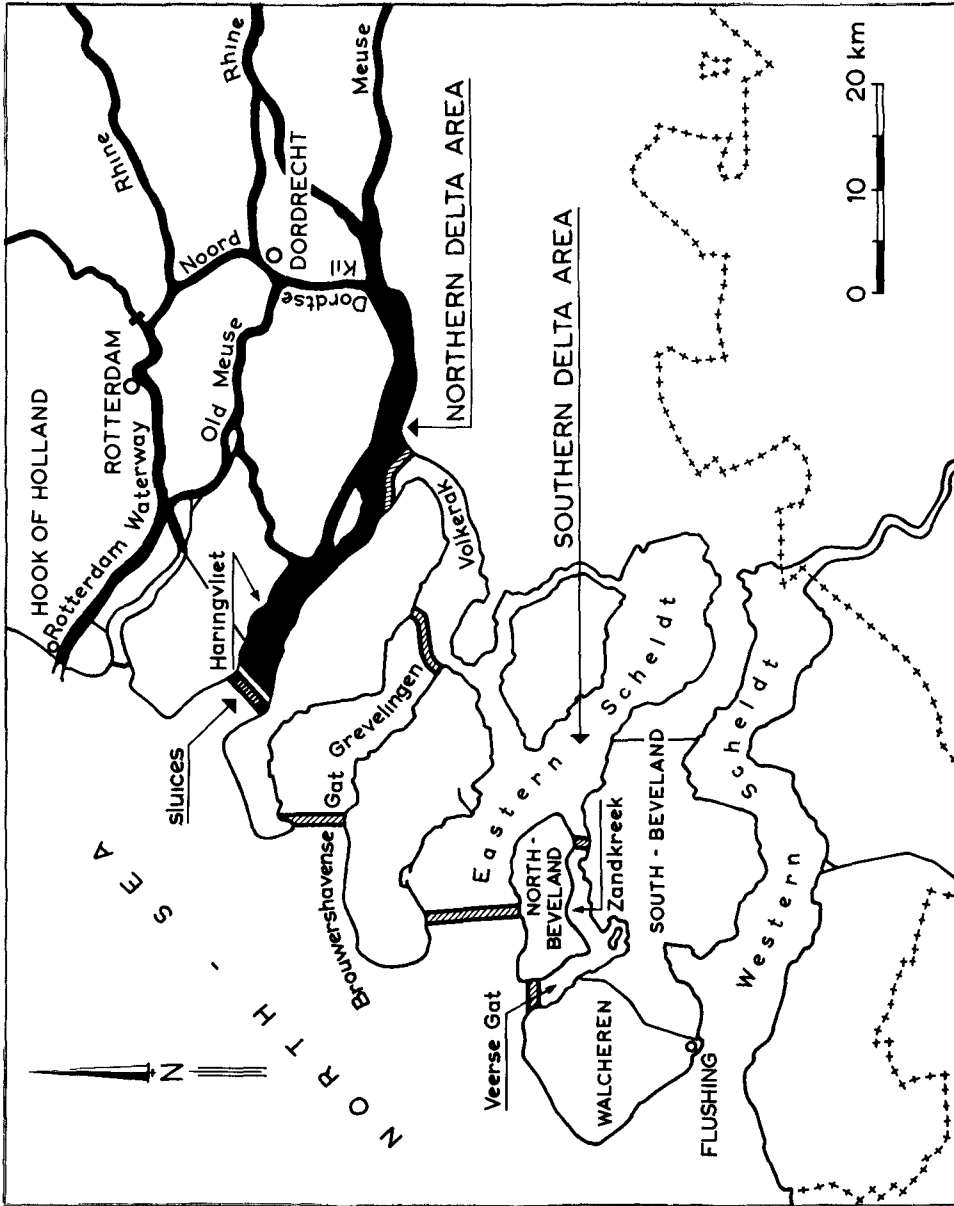 HOOK OF HOLLAND
Rotterdam Waterway
ROTTERDAM
Rhine
Rhine
Meuse
Noord
DORDRECHT
Old Meuse
Dordtse
Kil
Haringvliet
sluices
NORTHERN DELTA AREA
Volkerak
Grevelingen
Brouwershavense Gat
SOUTHERN DELTA AREA
Eastern Scheldt
NORTH - SEA
N
NORTH-
BEVELAND
Zandkreek
Veerse Gat
WALCHEREN
SOUTH - BEVELAND
FLUSHING
Western Scheldt
0 10 20 km